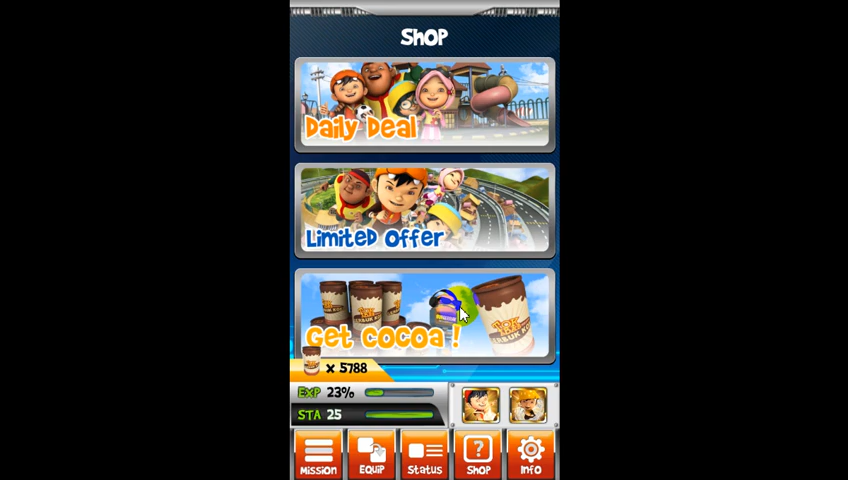 Shop
Daily Deal
Limited Offer
Get Cocoa !
x 5788
EXP 23%
STA 25
Mission
Equip
Status
Shop
Info